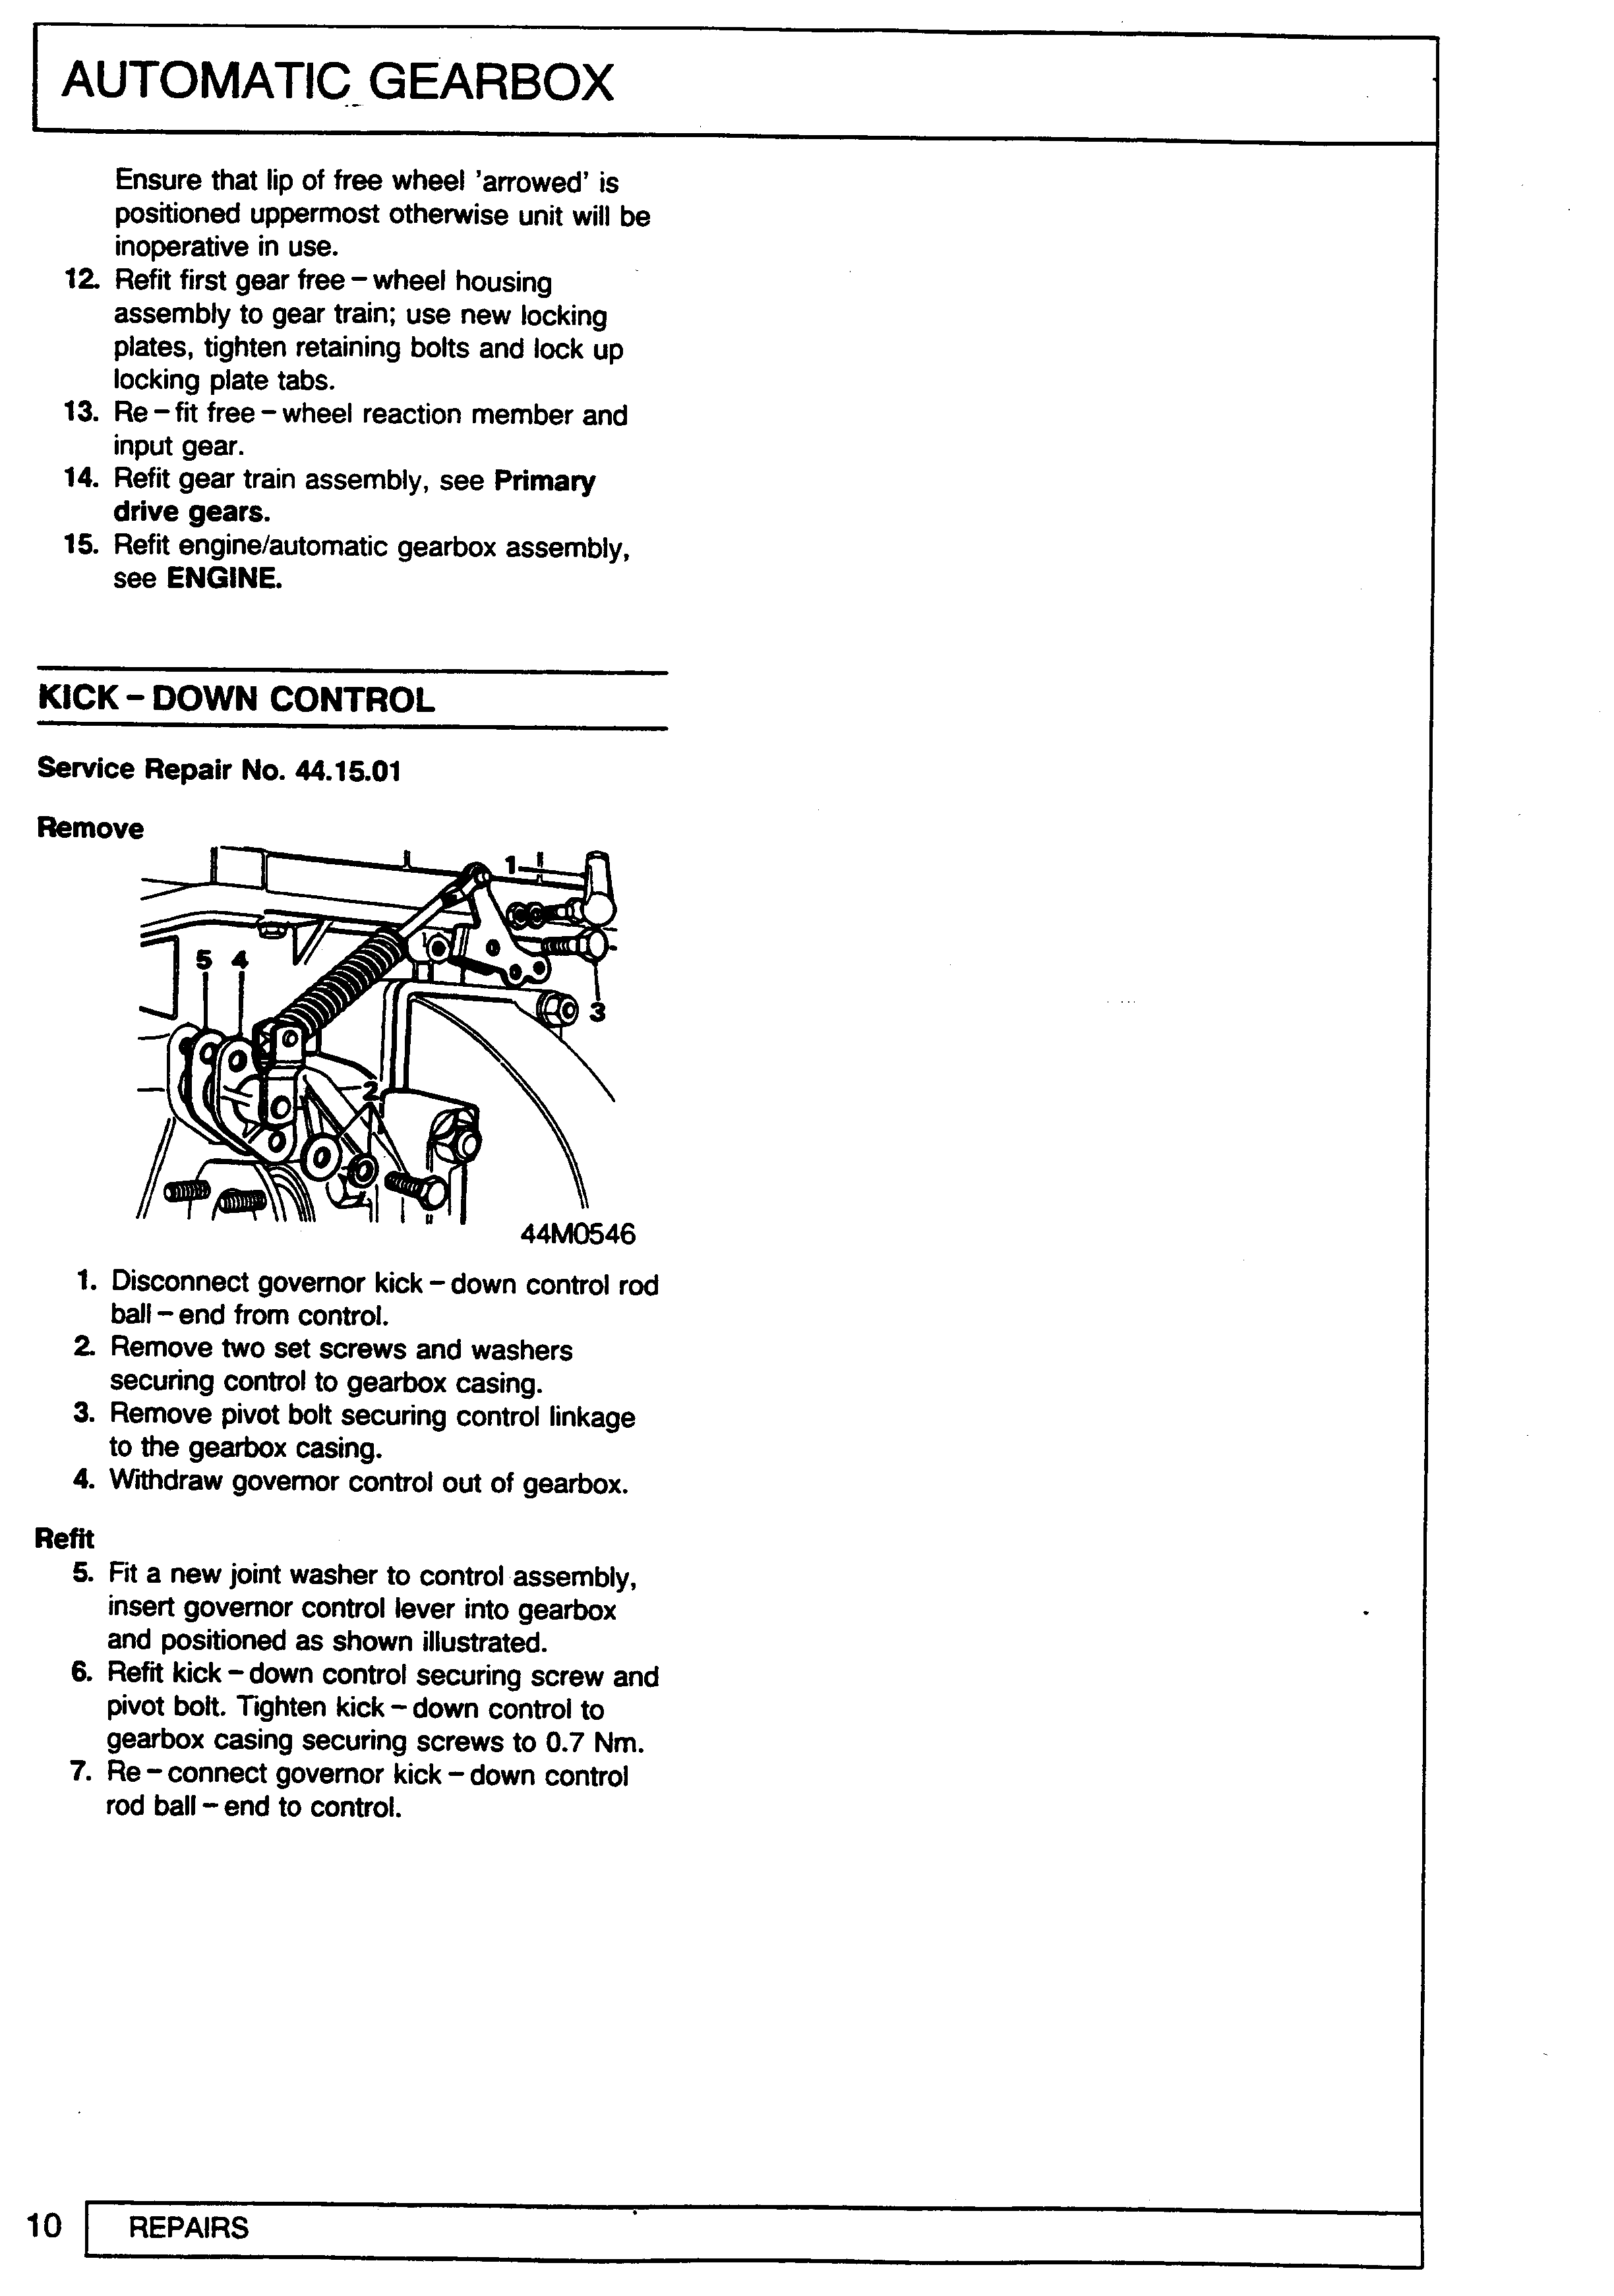 AUTOMATIC GEARBOX
Ensure that lip of free wheel 'arrowed' is
positioned uppermost otherwise unit will be
inoperative in use.
12. Refit first gear free – wheel housing
assembly to gear train; use new locking
plates, tighten retaining bolts and lock up
locking plate tabs.
13. Re – fit free – wheel reaction member and
input gear.
14. Refit gear train assembly, see Primary
drive gears.
15. Refit engine/automatic gearbox assembly,
see ENGINE.
KICK – DOWN CONTROL
Service Repair No. 44.15.01
Remove
1
5 4
3
2
44M0546
1. Disconnect governor kick – down control rod
ball – end from control.
2. Remove two set screws and washers
securing control to gearbox casing.
3. Remove pivot bolt securing control linkage
to the gearbox casing.
4. Withdraw governor control out of gearbox.
Refit
5. Fit a new joint washer to control assembly,
insert governor control lever into gearbox
and positioned as shown illustrated.
6. Refit kick – down control securing screw and
pivot bolt. Tighten kick – down control to
gearbox casing securing screws to 0.7 Nm.
7. Re – connect governor kick – down control
rod ball – end to control.
10 REPAIRS